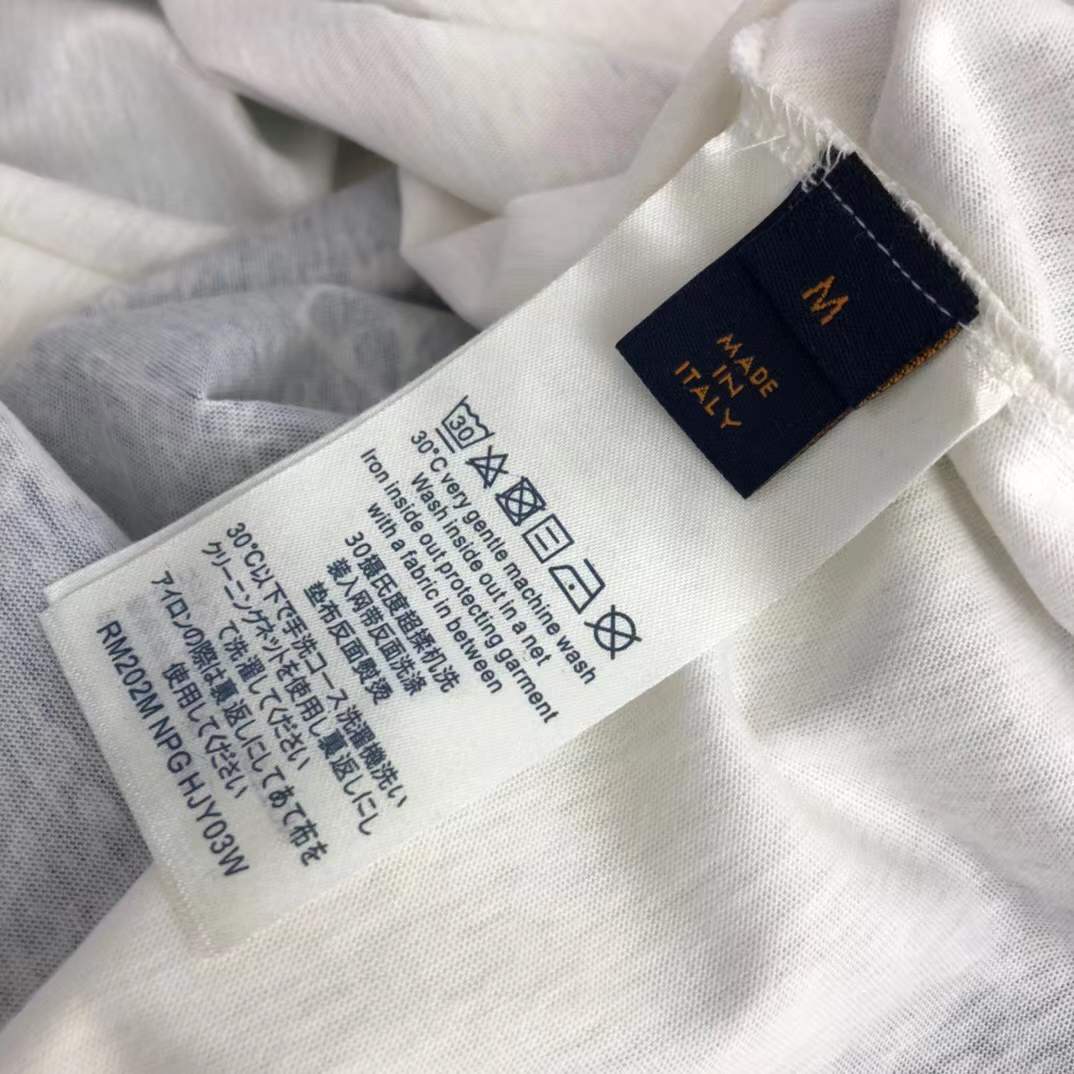 M
MADE
IN
ITALY
30
30°C very gentle machine wash
Wash inside out in a net
Iron inside out,protecting garment
with a fabric in between
30摄氏度超揉机洗
装入网带反面洗涤
垫布反面熨烫
30℃以下で手洗コース洗濯機洗い
クリーニングネットを使用し裏返しにし
て洗濯してください
アイロンの際は裏返しにしてあて布を
使用してください
RM202M NPG HJY03W